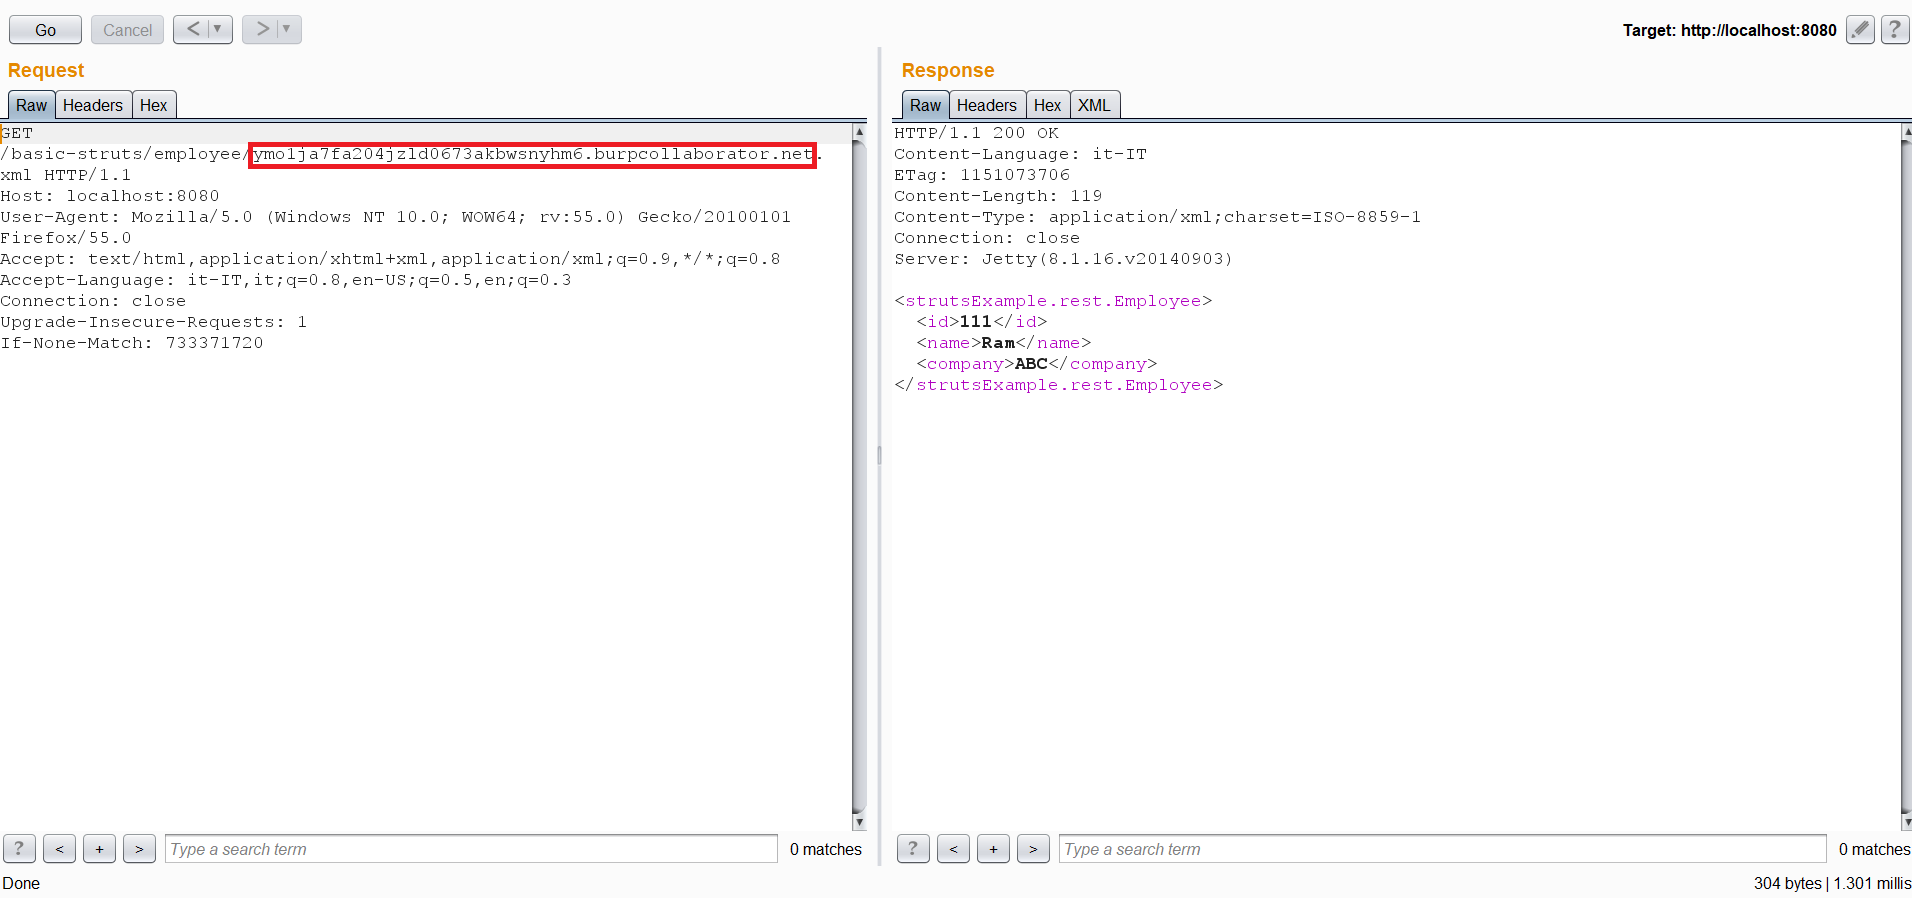 Go Cancel < ▼ > ▼ Target: http://localhost:8080 ?
Request
Raw Headers Hex
GET
/basic-struts/employee/ymo1ja7fa204jzld0673akbwsnyhm6.burpcollaborator.net.
xml HTTP/1.1
Host: localhost:8080
User-Agent: Mozilla/5.0 (Windows NT 10.0; WOW64; rv:55.0) Gecko/20100101
Firefox/55.0
Accept: text/html,application/xhtml+xml,application/xml;q=0.9,*/*;q=0.8
Accept-Language: it-IT,it;q=0.8,en-US;q=0.5,en;q=0.3
Connection: close
Upgrade-Insecure-Requests: 1
If-None-Match: 733371720
? < + > Type a search term 0 matches
Response
Raw Headers Hex XML
HTTP/1.1 200 OK
Content-Language: it-IT
ETag: 1151073706
Content-Length: 119
Content-Type: application/xml;charset=ISO-8859-1
Connection: close
Server: Jetty(8.1.16.v20140903)
<strutsExample.rest.Employee>
<id>111</id>
<name>Ram</name>
<company>ABC</company>
</strutsExample.rest.Employee>
? < + > Type a search term 0 matches
Done 304 bytes | 1.301 millis